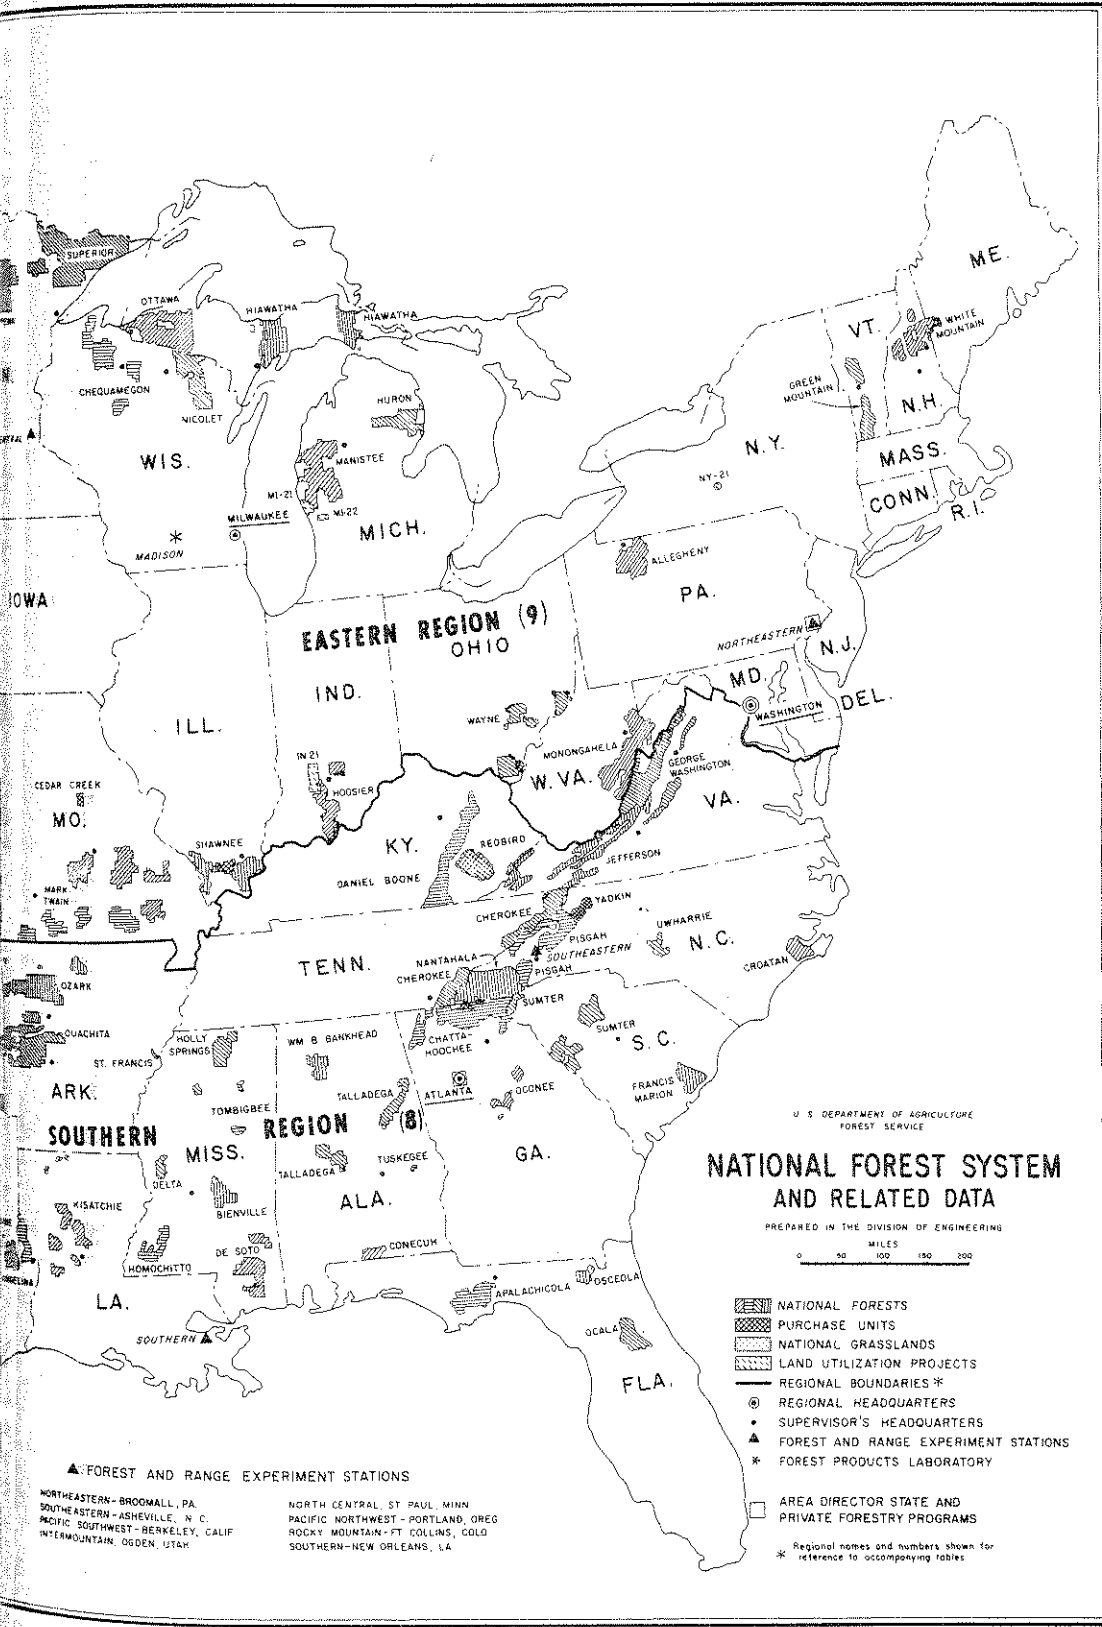 SUPERIOR
OTTAWA
HIAWATHA
HIAWATHA
CHEQUAMEGON
NICOLET
HURON
WIS.
MANISTEE
MI-21
MI-22
MILWAUKEE
MADISON
MICH.
ME.
VT.
WHITE
MOUNTAIN
GREEN
MOUNTAIN
N.H.
N.Y.
NY-21
MASS.
CONN.
R.I.
ALLEGHENY
PA.
NORTHEASTERN
N.J.
IOWA
EASTERN REGION (9)
OHIO
IND.
ILL.
MD.
WASHINGTON
DEL.
WAYNE
MONONGAHELA
W. VA.
GEORGE
WASHINGTON
VA.
IN 21
HOOSIER
CEDAR CREEK
MO.
SHAWNEE
KY.
REDBIRD
DANIEL BOONE
JEFFERSON
MARK
TWAIN
CHEROKEE
YADKIN
PISGAH
SOUTHEASTERN
UWHARRIE
N.C.
CROATAN
TENN.
NANTAHALA
CHEROKEE
PISGAH
OZARK
SUMTER
SUMTER
S.C.
OUACHITA
HOLLY
SPRINGS
WM B BANKHEAD
CHATTA-
HOOCHEE
ST. FRANCIS
ARK.
TALLADEGA
ATLANTA
OCONEE
FRANCIS
MARION
TOMBIGBEE
SOUTHERN REGION (8)
MISS.
TALLADEGA
TUSKEGEE
GA.
DELTA
ALA.
KISATCHIE
BIENVILLE
DE SOTO
CONECUH
HOMOCHITTO
APALACHICOLA
OSCEOLA
LA.
SOUTHERN
OCALA
FLA.
U S DEPARTMENT OF AGRICULTURE
FOREST SERVICE
NATIONAL FOREST SYSTEM
AND RELATED DATA
PREPARED IN THE DIVISION OF ENGINEERING
MILES
0 50 100 150 200
NATIONAL FORESTS
PURCHASE UNITS
NATIONAL GRASSLANDS
LAND UTILIZATION PROJECTS
REGIONAL BOUNDARIES *
REGIONAL HEADQUARTERS
SUPERVISOR'S HEADQUARTERS
FOREST AND RANGE EXPERIMENT STATIONS
* FOREST PRODUCTS LABORATORY
AREA DIRECTOR STATE AND
PRIVATE FORESTRY PROGRAMS
* Regional names and numbers shown for
reference to accompanying tables
FOREST AND RANGE EXPERIMENT STATIONS
NORTHEASTERN - BROOMALL, PA.
SOUTHEASTERN - ASHEVILLE, N C.
PACIFIC SOUTHWEST - BERKELEY, CALIF
INTERMOUNTAIN, OGDEN, UTAH
NORTH CENTRAL, ST PAUL, MINN
PACIFIC NORTHWEST - PORTLAND, OREG
ROCKY MOUNTAIN - FT COLLINS, COLO
SOUTHERN - NEW ORLEANS, LA